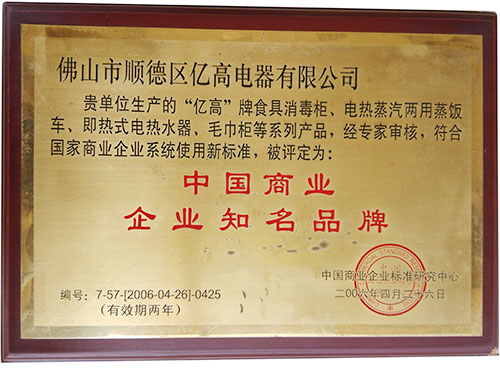 佛山市顺德区亿高电器有限公司
贵单位生产的“亿高”牌食具消毒柜、电热蒸汽两用蒸饭
车、即热式电热水器、毛巾柜等系列产品，经专家审核，符合
国家商业企业系统使用新标准，被评定为：
中国商业
企业知名品牌
中国商业企业标准研究中心
二00六年四月二十六日
编号：7-57-[2006-04-26]-0425
（有效期两年）